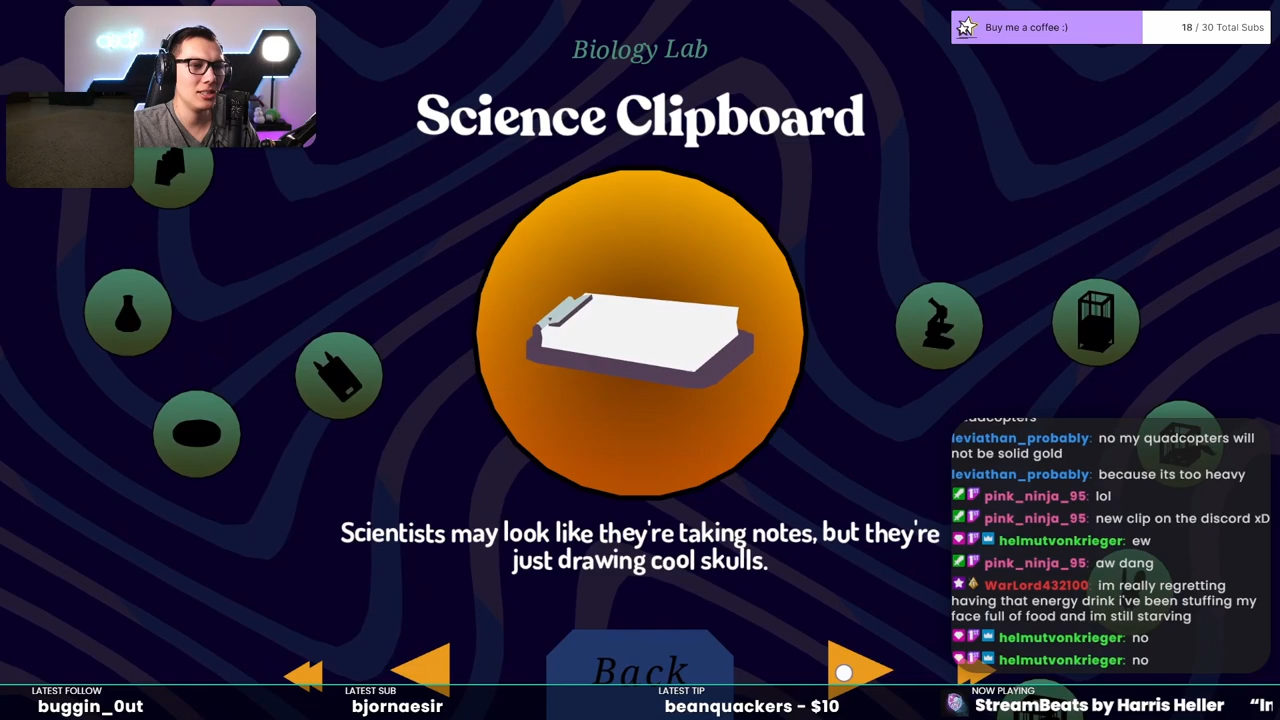 Biology Lab
Science Clipboard
Buy me a coffee :)
18 / 30 Total Subs
Scientists may look like they're taking notes, but they're
just drawing cool skulls.
Back
leviathan_probably: no my quadcopters will
not be solid gold
leviathan_probably: because its too heavy
pink_ninja_95: lol
pink_ninja_95: new clip on the discord xD
helmutvonkrieger: ew
pink_ninja_95: aw dang
WarLord432100: im really regretting
having that energy drink i've been stuffing my
face full of food and im still starving
helmutvonkrieger: no
helmutvonkrieger: no
LATEST FOLLOW
buggin_0ut
LATEST SUB
bjornaesir
LATEST TIP
beanquackers - $10
NOW PLAYING
StreamBeats by Harris Heller